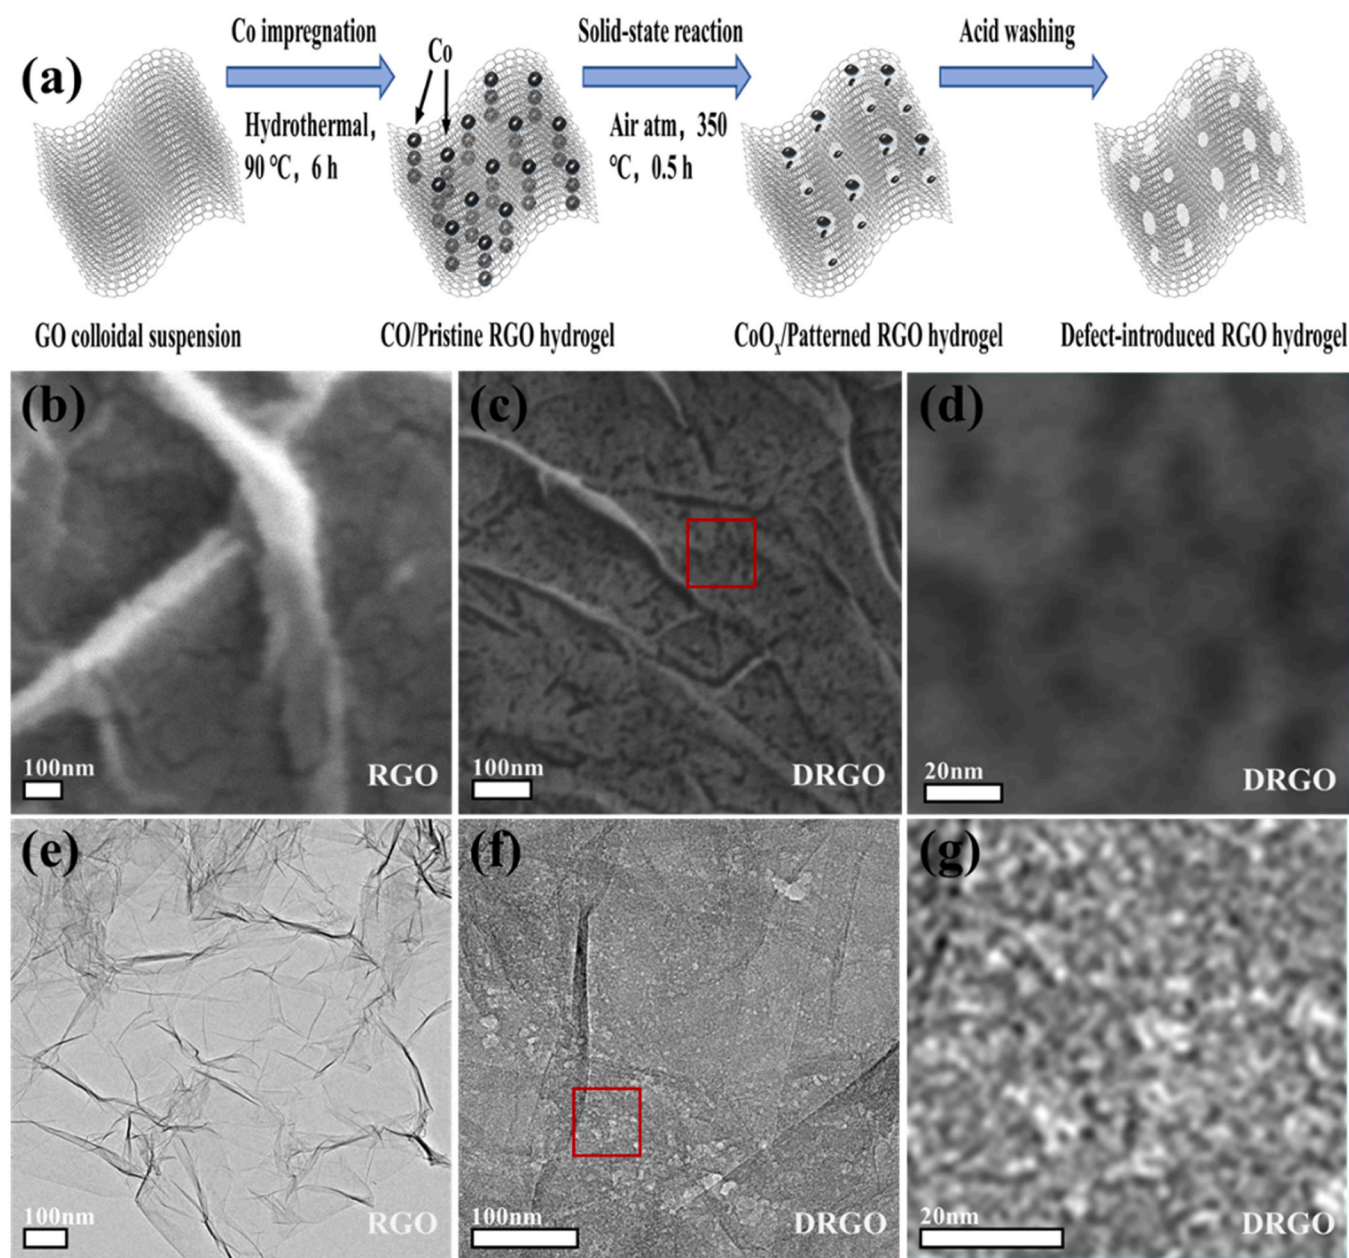 (a)
Co impregnation
Hydrothermal,
90 ℃, 6 h
Co
Solid-state reaction
Air atm, 350
℃, 0.5 h
Acid washing
GO colloidal suspension
CO/Pristine RGO hydrogel
CoOx/Patterned RGO hydrogel
Defect-introduced RGO hydrogel
(b)
100nm
RGO
(c)
100nm
DRGO
(d)
20nm
DRGO
(e)
100nm
RGO
(f)
100nm
DRGO
(g)
20nm
DRGO